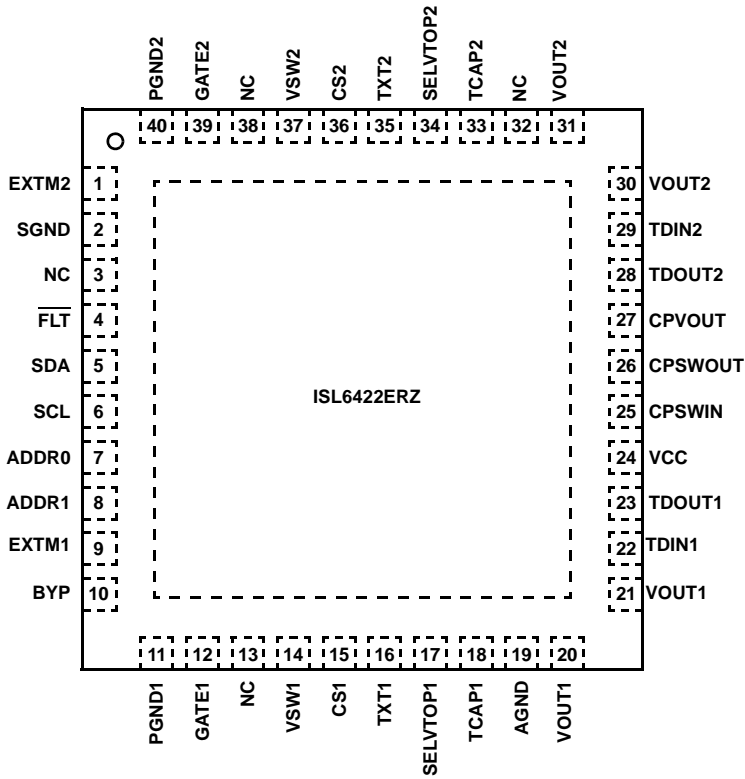 PGND2
GATE2
NC
VSW2
CS2
TXT2
SELVTOP2
TCAP2
NC
VOUT2
40 39 38 37 36 35 34 33 32 31
EXTM2 1
SGND 2
NC 3
FLT 4
SDA 5
SCL 6
ADDR0 7
ADDR1 8
EXTM1 9
BYP 10
ISL6422ERZ
30 VOUT2
29 TDIN2
28 TDOUT2
27 CPVOUT
26 CPSWOUT
25 CPSWIN
24 VCC
23 TDOUT1
22 TDIN1
21 VOUT1
11 12 13 14 15 16 17 18 19 20
PGND1
GATE1
NC
VSW1
CS1
TXT1
SELVTOP1
TCAP1
AGND
VOUT1